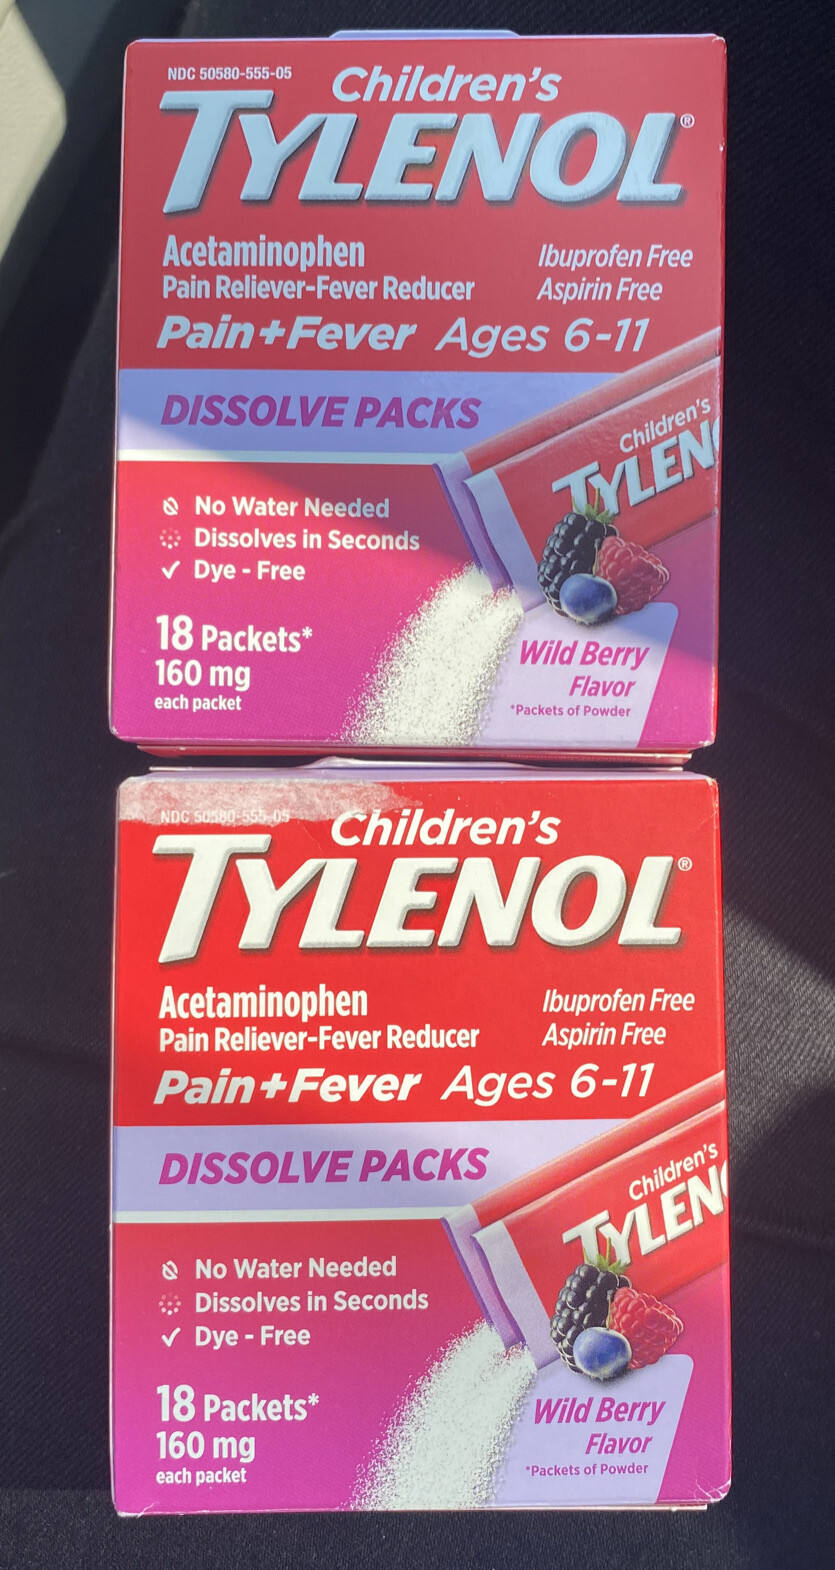 NDC 50580-555-05
Children's
TYLENOL®
Acetaminophen
Ibuprofen Free
Pain Reliever-Fever Reducer
Aspirin Free
Pain+Fever Ages 6-11
DISSOLVE PACKS
Children's
TYLEN
No Water Needed
Dissolves in Seconds
Dye - Free
18 Packets*
160 mg
each packet
Wild Berry
Flavor
*Packets of Powder
NDC 50580-555-05
Children's
TYLENOL®
Acetaminophen
Ibuprofen Free
Pain Reliever-Fever Reducer
Aspirin Free
Pain+Fever Ages 6-11
DISSOLVE PACKS
Children's
TYLEN
No Water Needed
Dissolves in Seconds
Dye - Free
18 Packets*
160 mg
each packet
Wild Berry
Flavor
*Packets of Powder